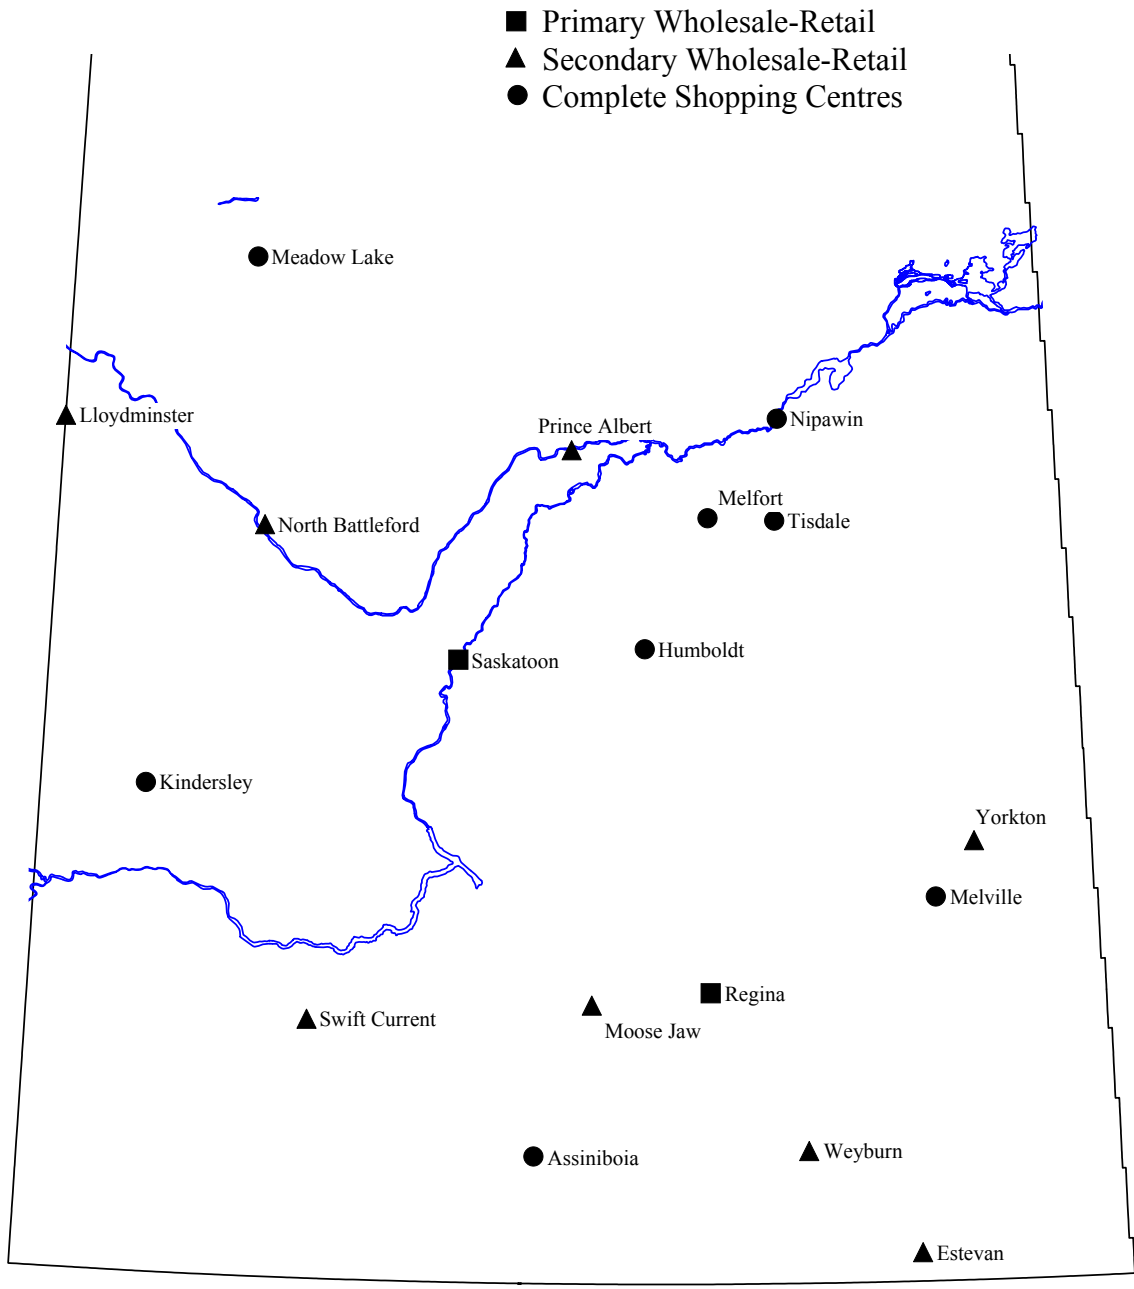 Primary Wholesale-Retail
Secondary Wholesale-Retail
Complete Shopping Centres
Meadow Lake
Lloydminster
Nipawin
Prince Albert
Melfort
Tisdale
North Battleford
Humboldt
Saskatoon
Kindersley
Yorkton
Melville
Regina
Swift Current
Moose Jaw
Weyburn
Assiniboia
Estevan